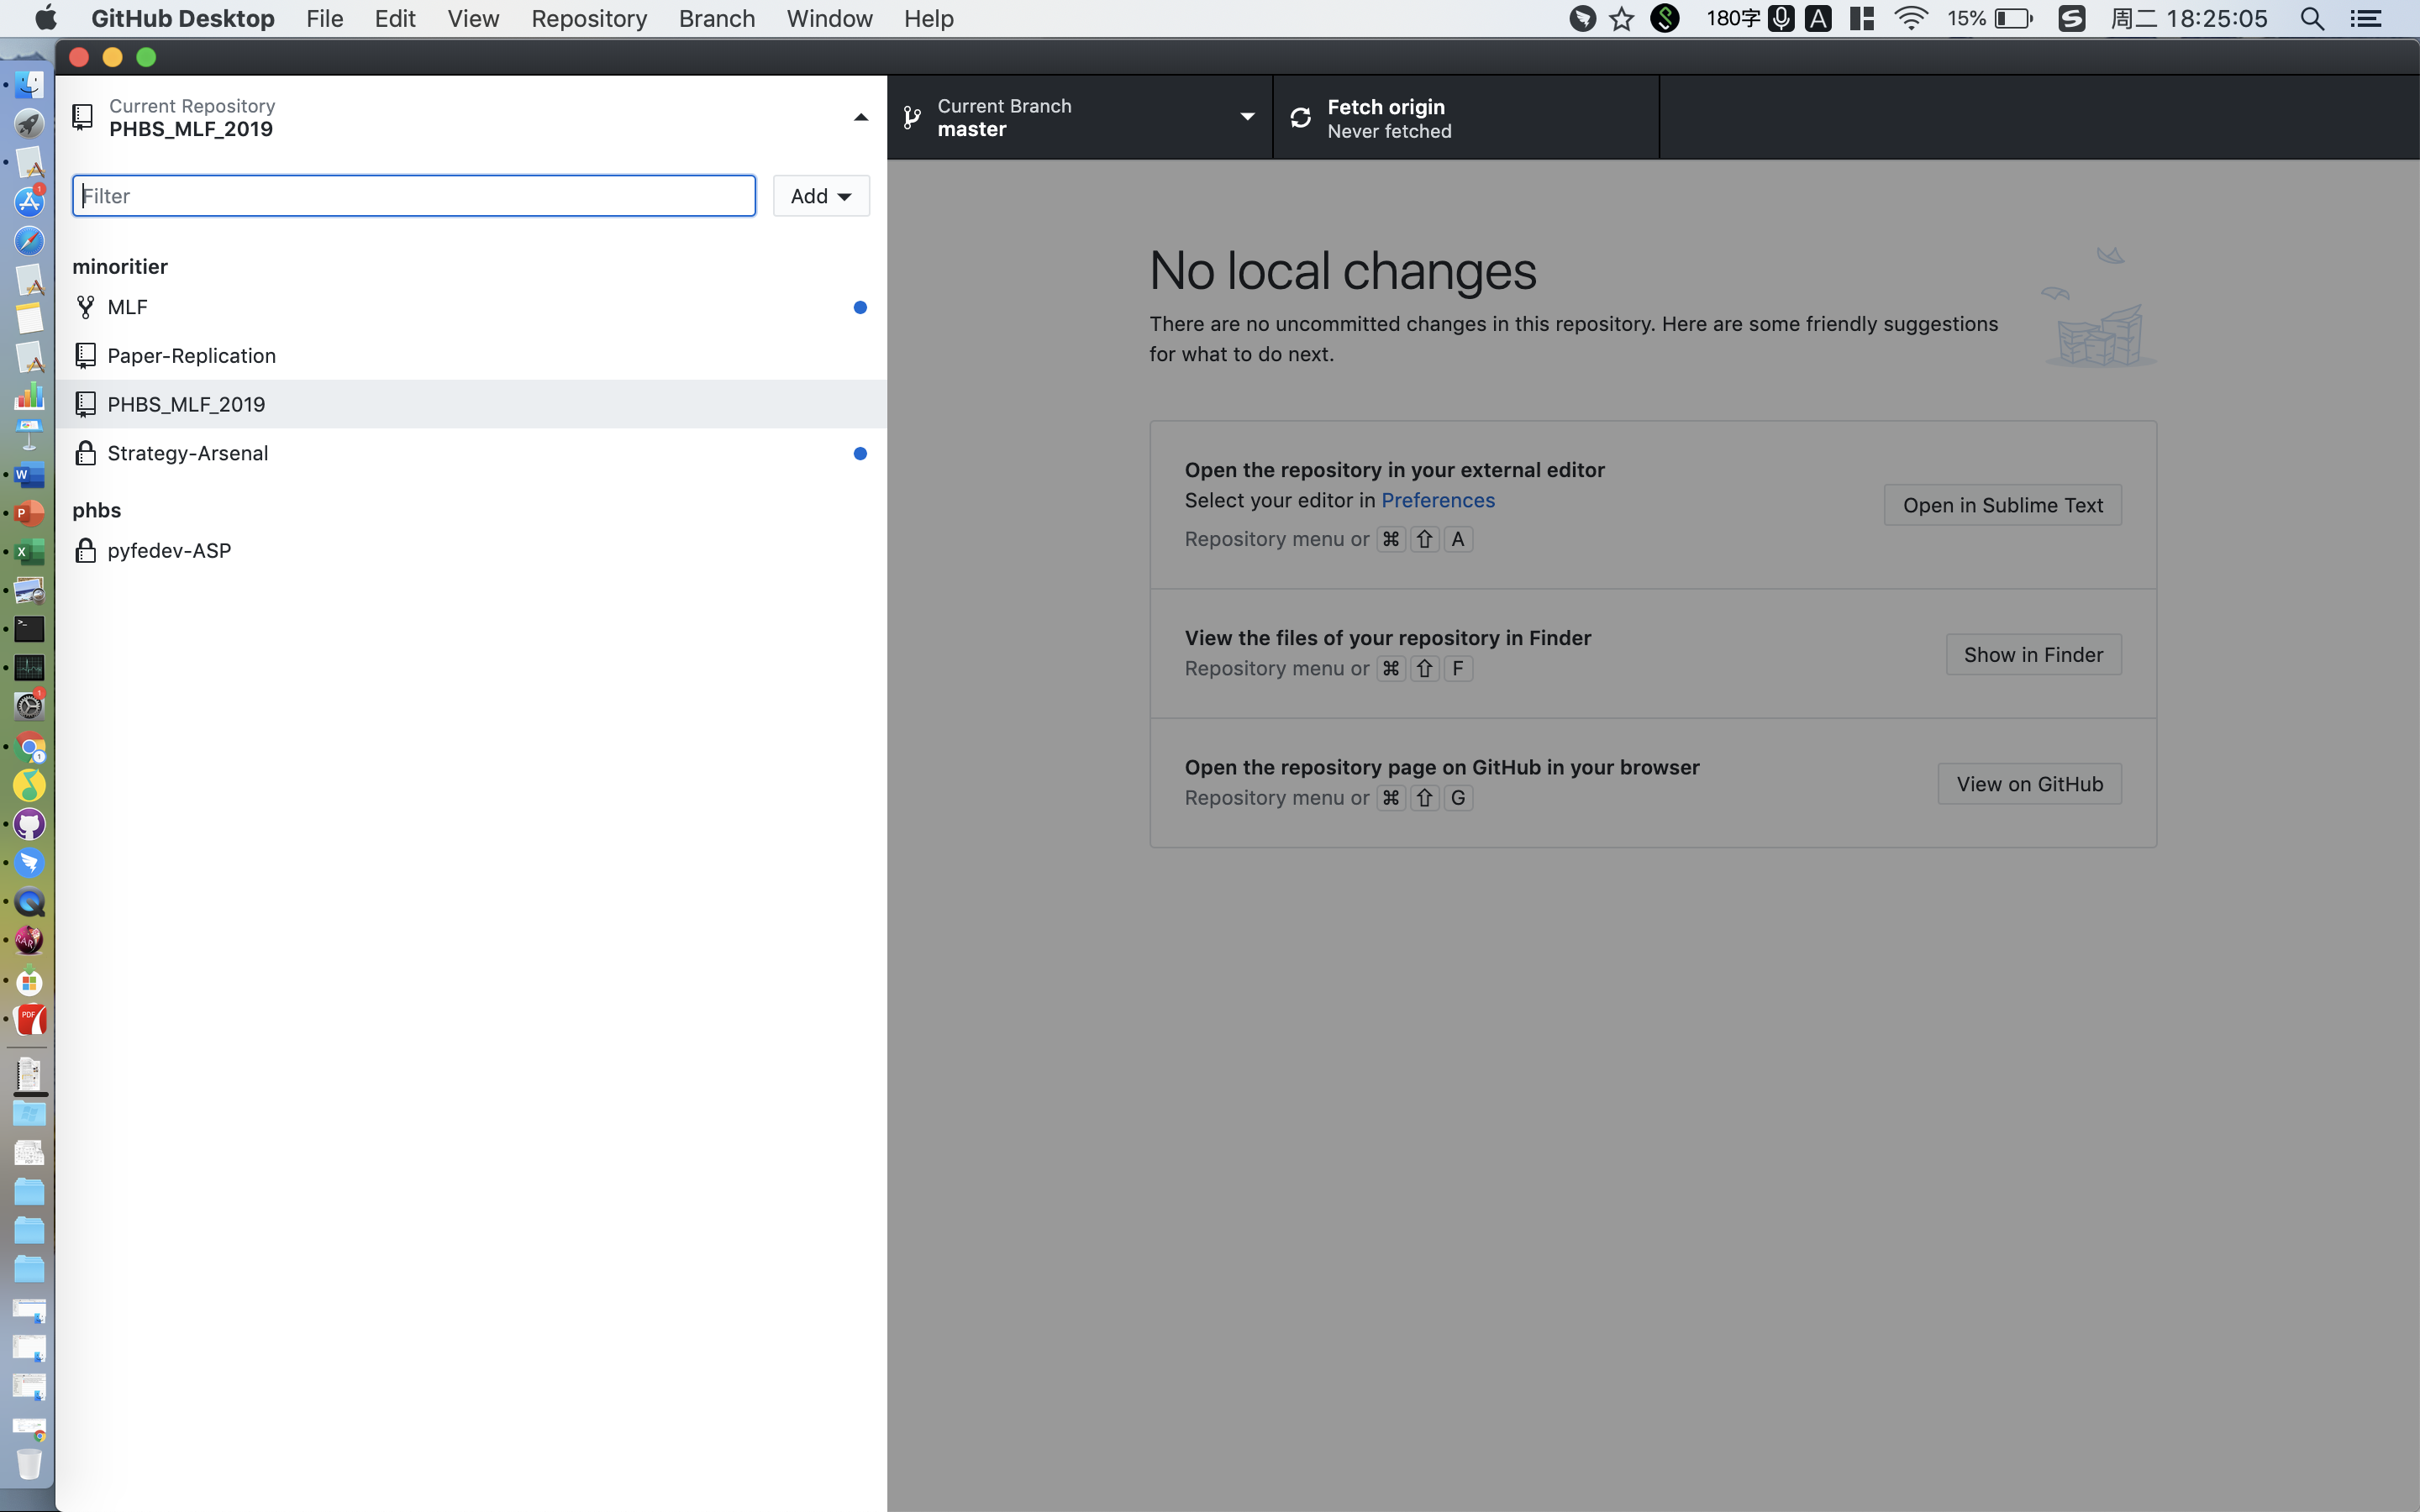 GitHub Desktop File Edit View Repository Branch Window Help 180字 A 15% S 周二 18:25:05
Current Repository
PHBS_MLF_2019
Current Branch
master
Fetch origin
Never fetched
Filter
Add
minoritier
MLF
Paper-Replication
PHBS_MLF_2019
Strategy-Arsenal
phbs
pyfedev-ASP
No local changes
There are no uncommitted changes in this repository. Here are some friendly suggestions
for what to do next.
Open the repository in your external editor
Select your editor in Preferences
Repository menu or ⌘ ⇧ A
Open in Sublime Text
View the files of your repository in Finder
Repository menu or ⌘ ⇧ F
Show in Finder
Open the repository page on GitHub in your browser
Repository menu or ⌘ ⇧ G
View on GitHub
1
W
P
X
1
1
RAR
PDF